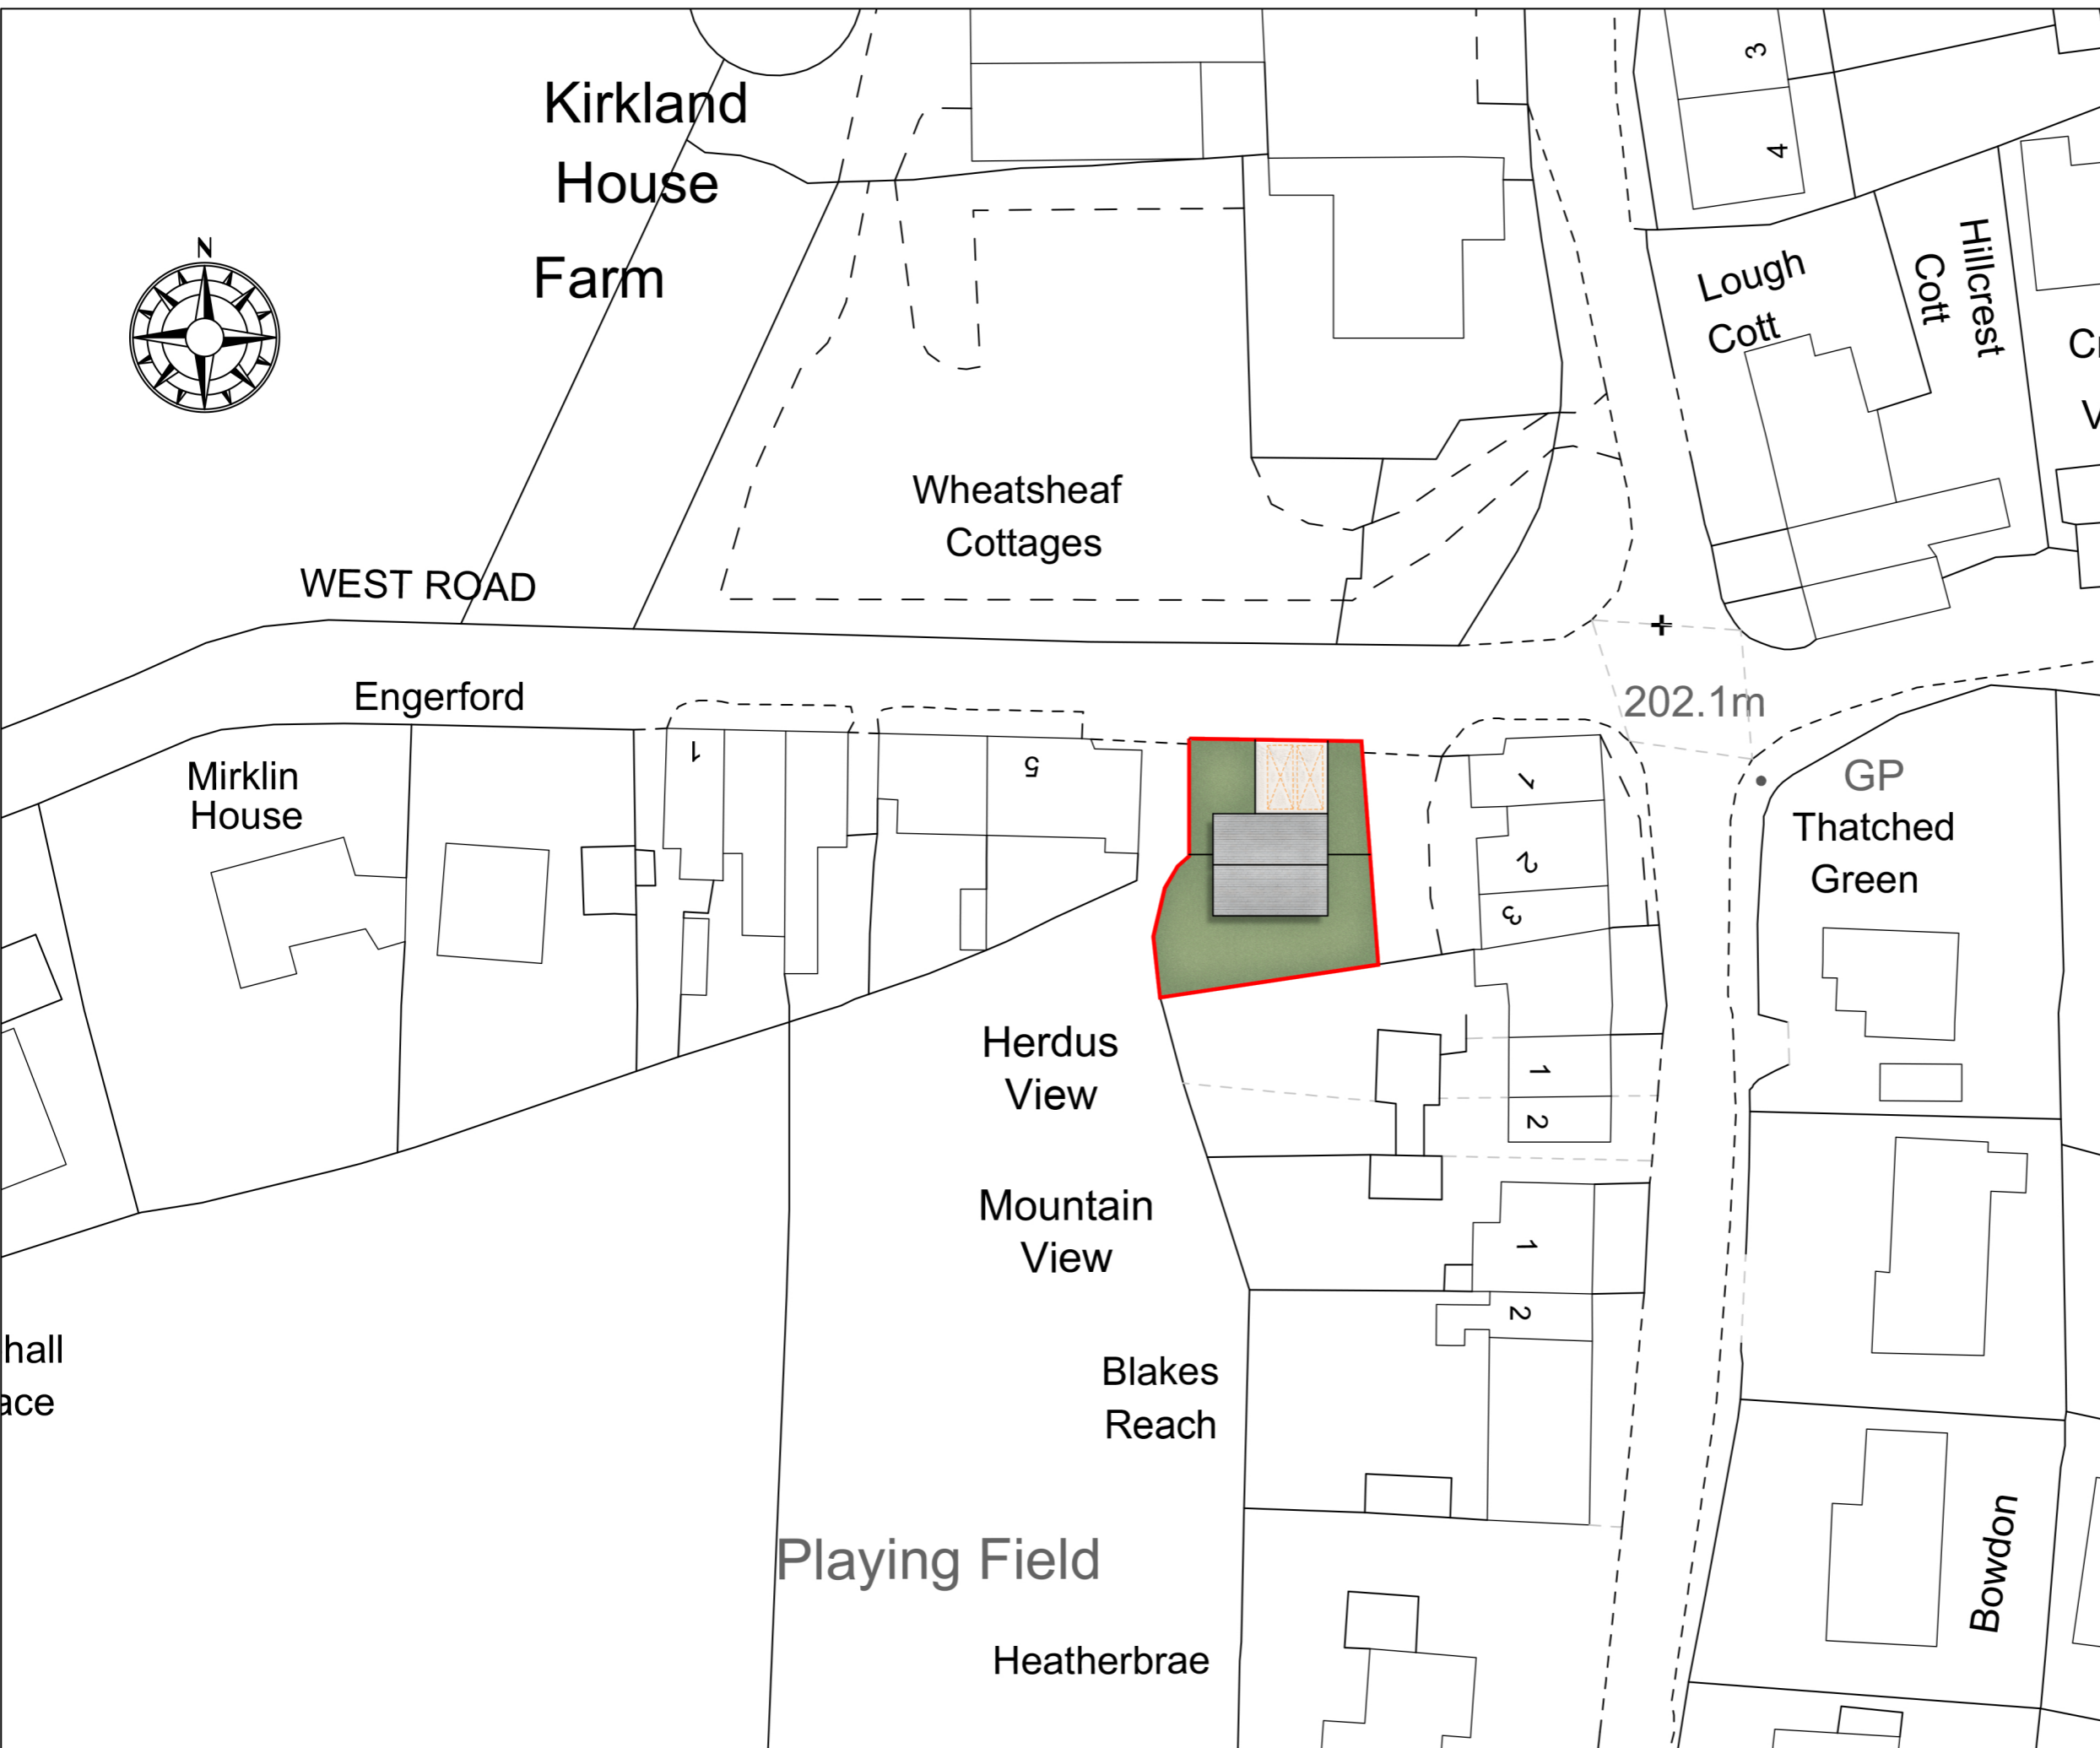 Kirkland
House
Farm
N
3
4
Lough
Cott
Hillcrest
Cott
Wheatsheaf
Cottages
WEST ROAD
Engerford
202.1m
Mirklin
House
1
5
1
2
3
GP
Thatched
Green
Herdus
View
1
2
Mountain
View
1
2
hall
ace
Blakes
Reach
Playing Field
Bowdon
Heatherbrae